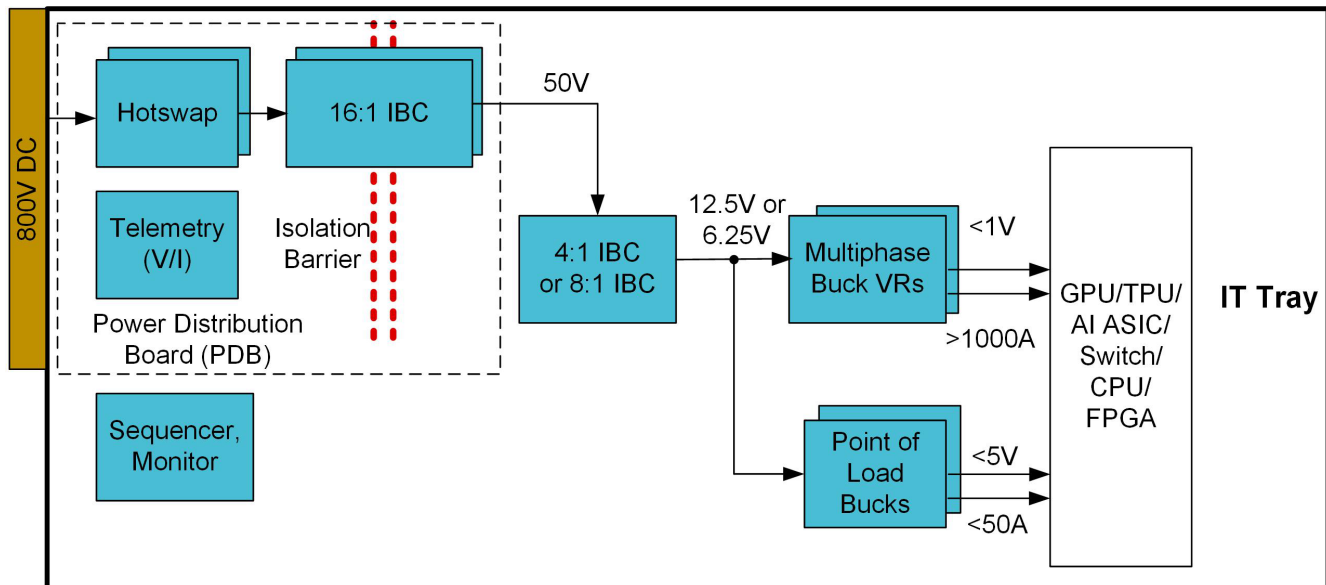 800V DC
Hotswap
16:1 IBC
50V
Telemetry
(V/I)
Isolation
Barrier
Power Distribution
Board (PDB)
Sequencer,
Monitor
4:1 IBC
or 8:1 IBC
12.5V or
6.25V
Multiphase
Buck VRs
<1V
>1000A
Point of
Load
Bucks
<5V
<50A
GPU/TPU/
AI ASIC/
Switch/
CPU/
FPGA
IT Tray